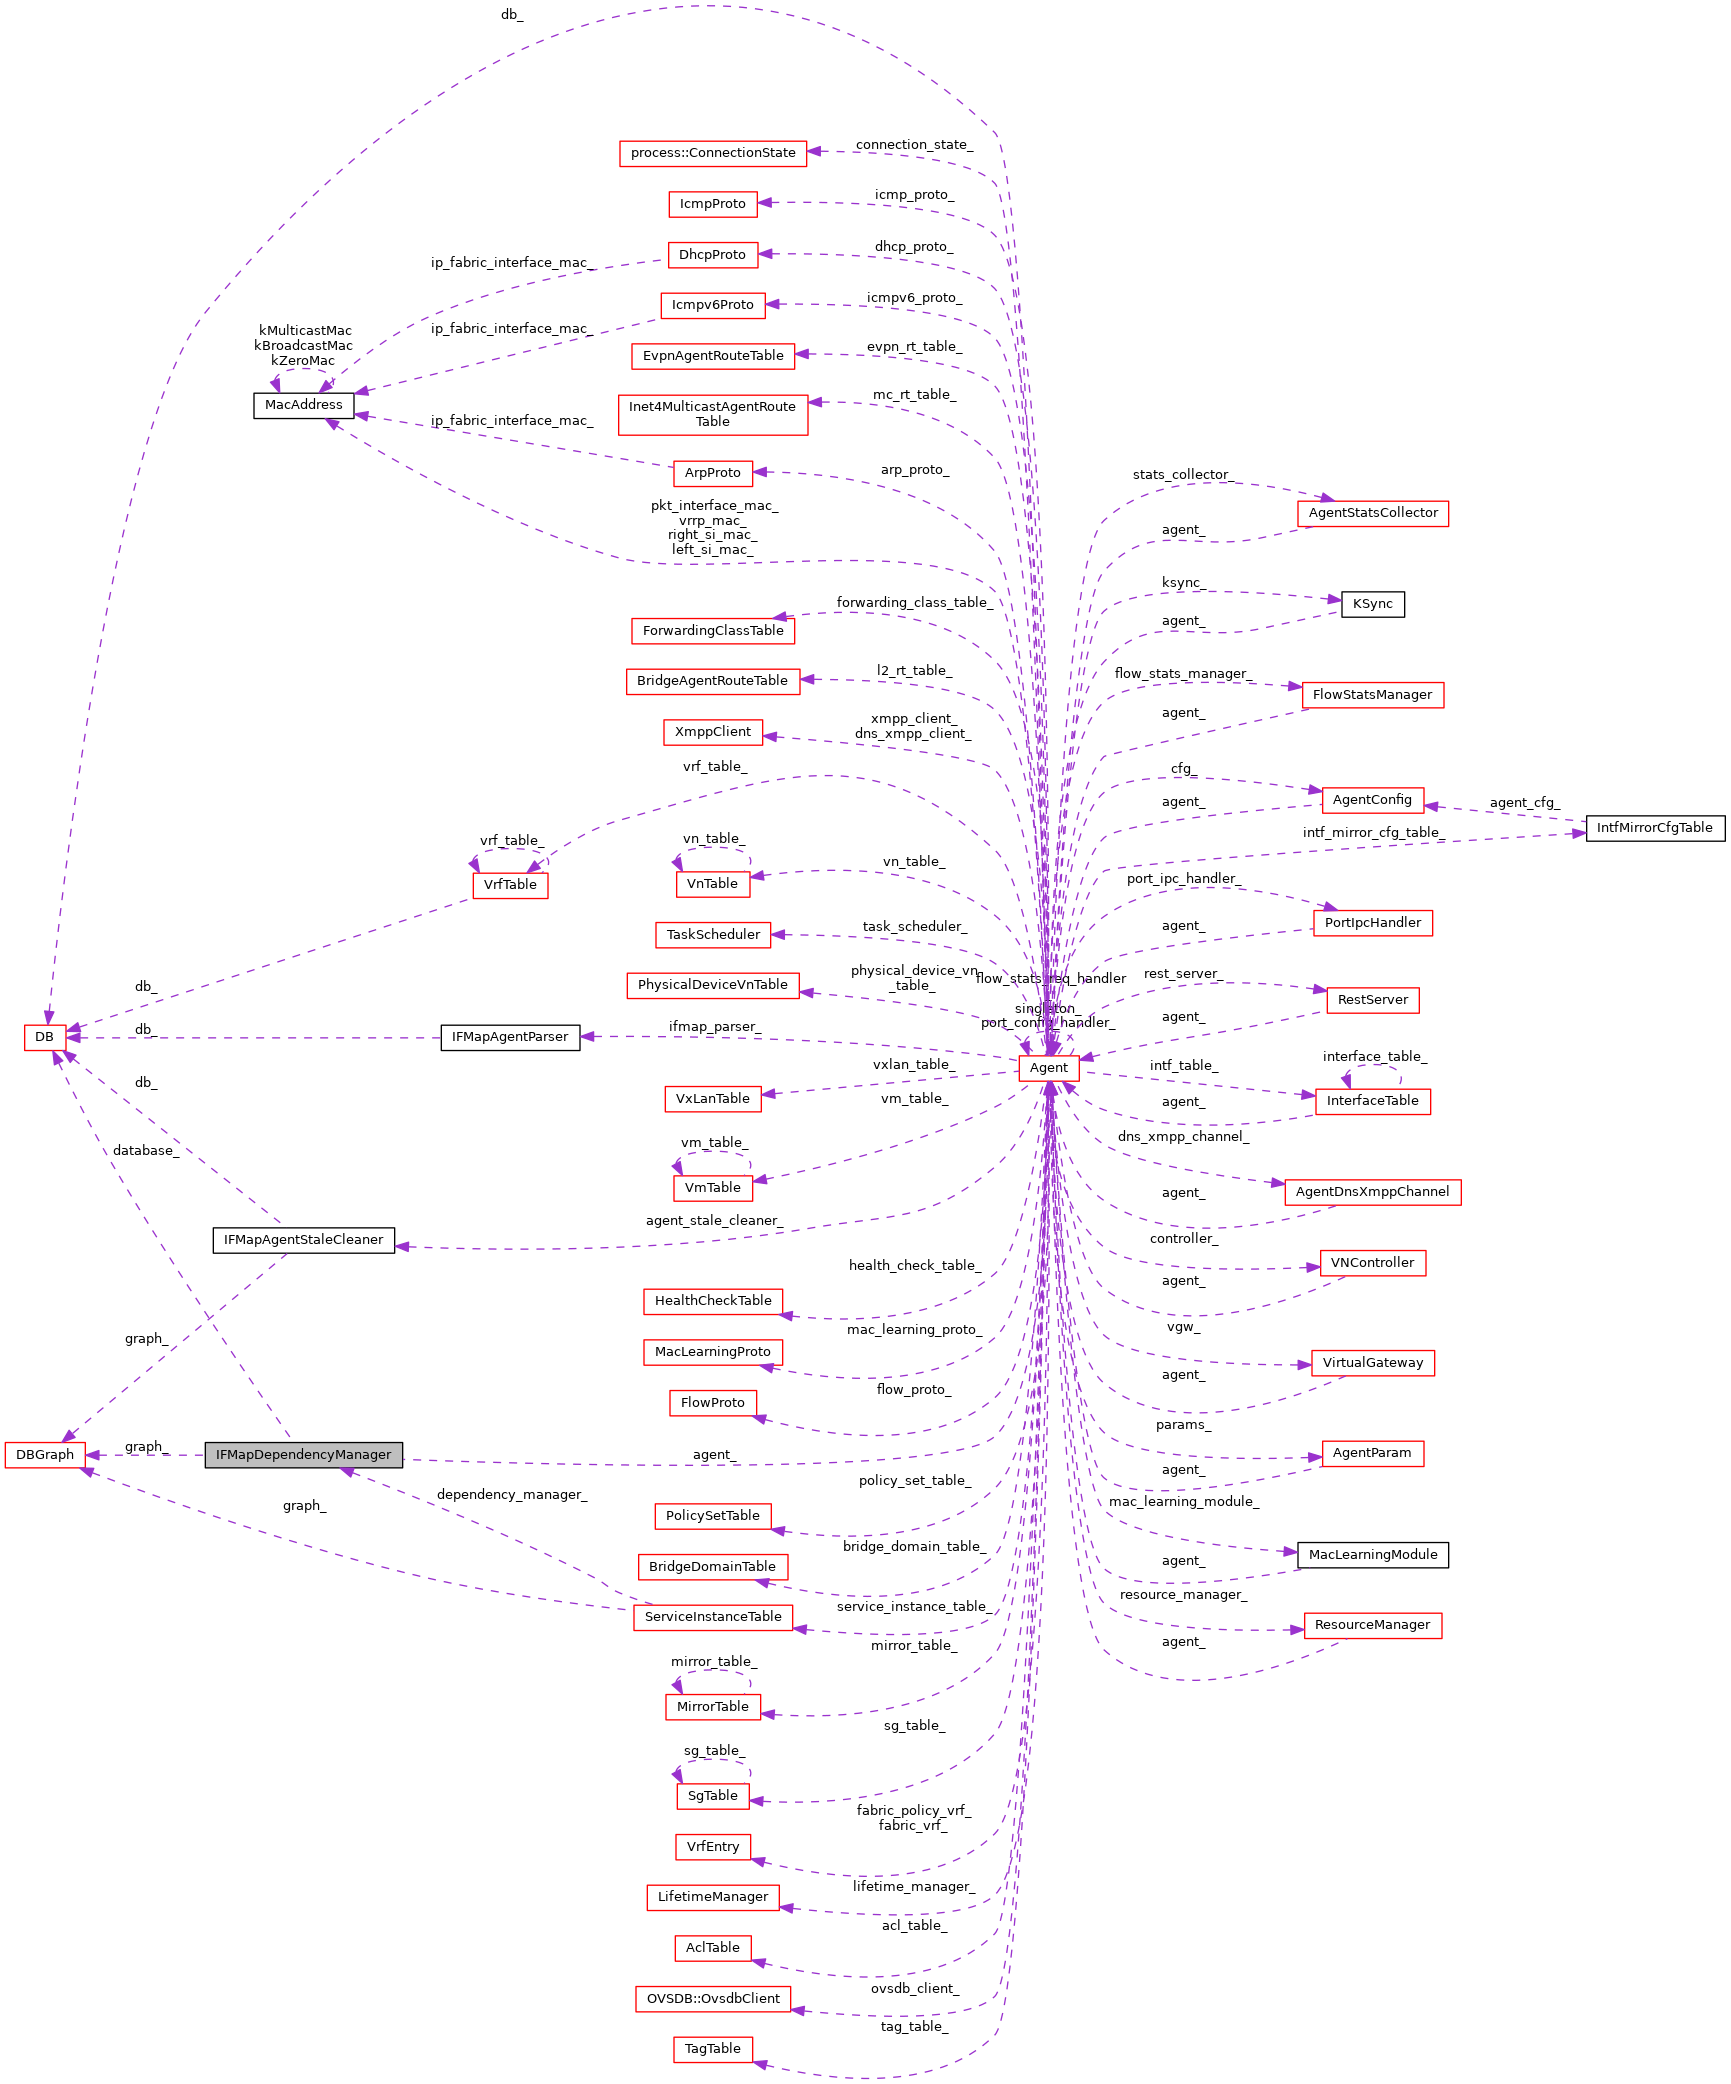 db_
process::ConnectionState
connection_state_
IcmpProto
icmp_proto_
DhcpProto
dhcp_proto_
ip_fabric_interface_mac_
Icmpv6Proto
icmpv6_proto_
ip_fabric_interface_mac_
kMulticastMac
kBroadcastMac
kZeroMac
EvpnAgentRouteTable
evpn_rt_table_
MacAddress
Inet4MulticastAgentRoute
Table
mc_rt_table_
ip_fabric_interface_mac_
ArpProto
arp_proto_
pkt_interface_mac_
vrrp_mac_
right_si_mac_
left_si_mac_
stats_collector_
AgentStatsCollector
agent_
ksync_
KSync
agent_
forwarding_class_table_
ForwardingClassTable
BridgeAgentRouteTable
l2_rt_table_
flow_stats_manager_
FlowStatsManager
agent_
XmppClient
xmpp_client_
dns_xmpp_client_
vrf_table_
cfg_
AgentConfig
agent_
agent_cfg_
IntfMirrorCfgTable
intf_mirror_cfg_table_
vrf_table_
VrfTable
vn_table_
VnTable
vn_table_
port_ipc_handler_
PortIpcHandler
agent_
TaskScheduler
task_scheduler_
PhysicalDeviceVnTable
physical_device_vn
_table_
flow_stats_req_handler
singleton_
port_config_handler_
rest_server_
RestServer
agent_
db_
DB
db_
IFMapAgentParser
ifmap_parser_
Agent
intf_table_
interface_table_
InterfaceTable
agent_
db_
VxLanTable
vxlan_table_
vm_table_
vm_table_
VmTable
database_
dns_xmpp_channel_
AgentDnsXmppChannel
agent_
IFMapAgentStaleCleaner
agent_stale_cleaner_
controller_
VNController
agent_
health_check_table_
HealthCheckTable
graph_
mac_learning_proto_
MacLearningProto
vgw_
VirtualGateway
agent_
flow_proto_
FlowProto
DBGraph
graph_
IFMapDependencyManager
agent_
params_
AgentParam
agent_
dependency_manager_
graph_
policy_set_table_
PolicySetTable
mac_learning_module_
MacLearningModule
agent_
bridge_domain_table_
BridgeDomainTable
ServiceInstanceTable
service_instance_table_
resource_manager_
ResourceManager
agent_
mirror_table_
mirror_table_
MirrorTable
sg_table_
sg_table_
SgTable
fabric_policy_vrf_
fabric_vrf_
VrfEntry
lifetime_manager_
LifetimeManager
acl_table_
AclTable
ovsdb_client_
OVSDB::OvsdbClient
tag_table_
TagTable